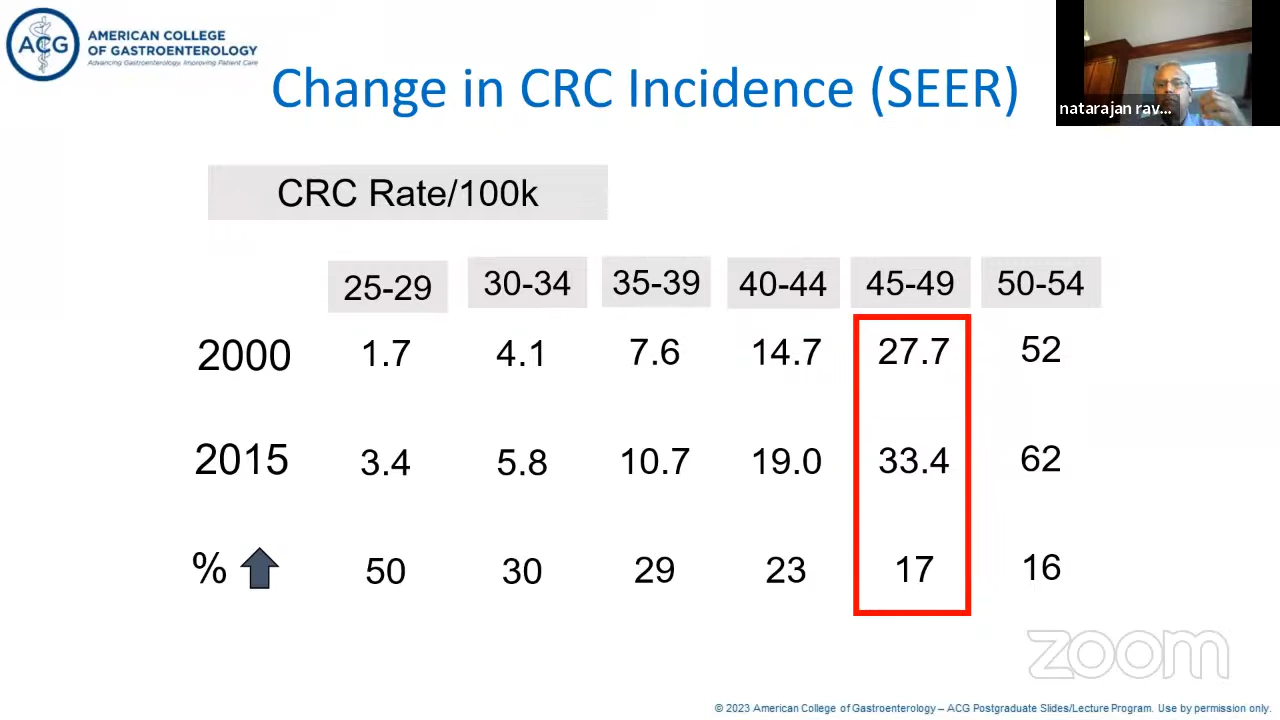 ACG
AMERICAN COLLEGE
OF GASTROENTEROLOGY
Advancing Gastroenterology, Improving Patient Care
Change in CRC Incidence (SEER)
natarajan rav...
CRC Rate/100k
25-29 30-34 35-39 40-44 45-49 50-54
2000 1.7 4.1 7.6 14.7 27.7 52
2015 3.4 5.8 10.7 19.0 33.4 62
% 50 30 29 23 17 16
zoom
© 2023 American College of Gastroenterology – ACG Postgraduate Slides/Lecture Program. Use by permission only.